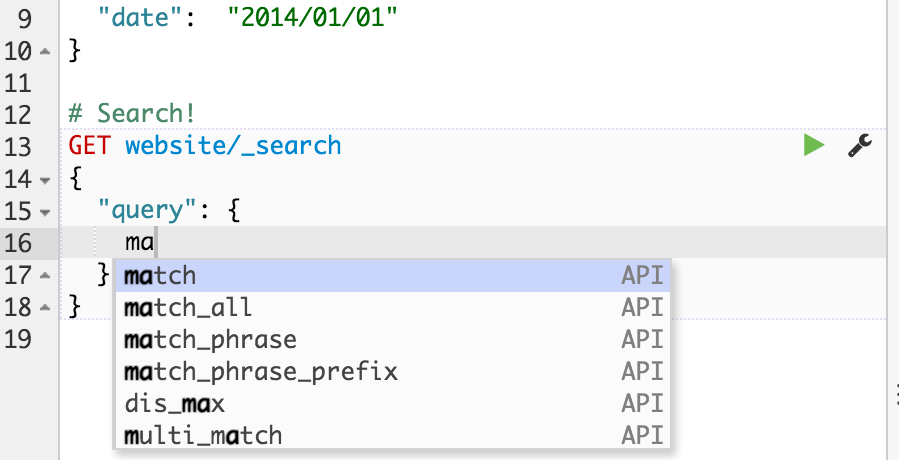 9 "date": "2014/01/01"
10 }
11
12 # Search!
13 GET website/_search
14 {
15 "query": {
16 ma
17 }
match API
18 }
match_all API
19
match_phrase API
match_phrase_prefix API
dis_max API
multi_match API